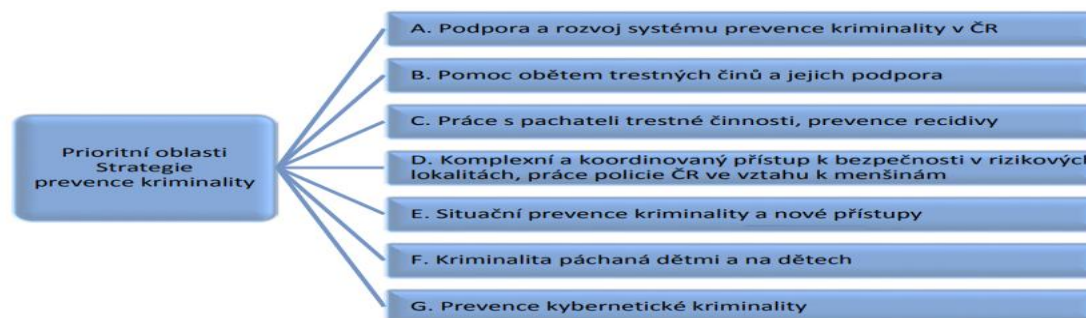 Prioritní oblasti
Strategie
prevence kriminality
A. Podpora a rozvoj systému prevence kriminality v ČR
B. Pomoc obětem trestných činů a jejich podpora
C. Práce s pachateli trestné činnosti, prevence recidivy
D. Komplexní a koordinovaný přístup k bezpečnosti v rizikových
lokalitách, práce policie ČR ve vztahu k menšinám
E. Situační prevence kriminality a nové přístupy
F. Kriminalita páchaná dětmi a na dětech
G. Prevence kybernetické kriminality